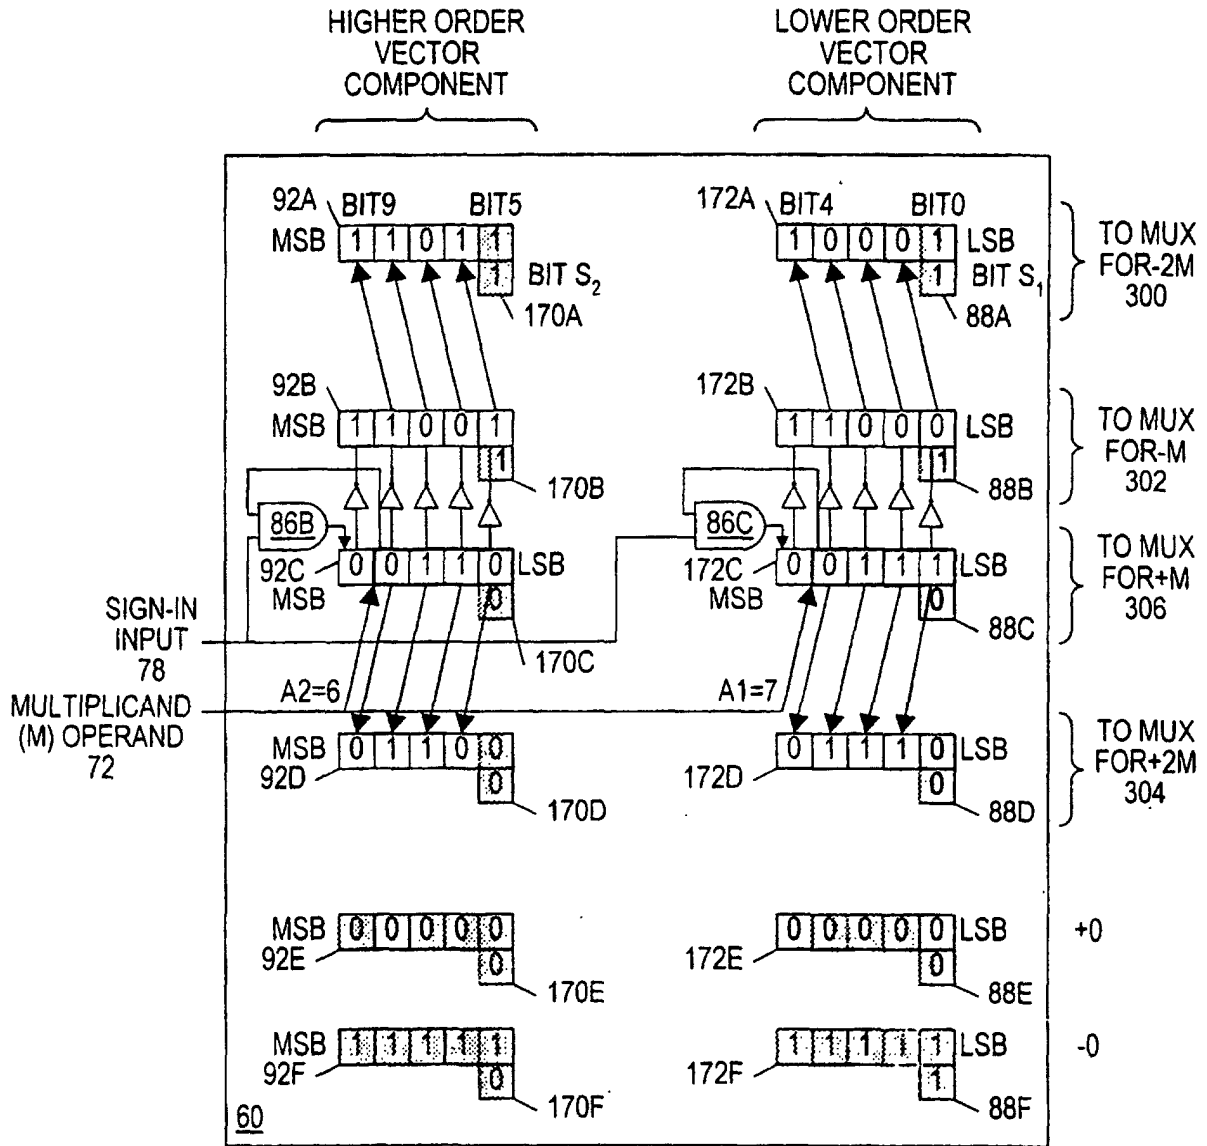 HIGHER ORDER
VECTOR
COMPONENT
LOWER ORDER
VECTOR
COMPONENT
92A BIT9 BIT5
MSB 1 1 0 1 1
1 BIT S2
170A
172A BIT4 BIT0
1 0 0 0 1 LSB
1 BIT S1
88A
TO MUX
FOR-2M
300
92B
MSB 1 1 0 0 1
1
170B
172B
1 1 0 0 0 LSB
1
88B
TO MUX
FOR-M
302
86B
92C 0 0 1 1 0 LSB
MSB 0
170C
86C
172C 0 0 1 1 1 LSB
MSB 0
88C
TO MUX
FOR+M
306
SIGN-IN
INPUT
78
MULTIPLICAND
(M) OPERAND
72
A2=6
A1=7
MSB 0 1 1 0 0
92D 0
170D
0 1 1 1 0 LSB
172D 0
88D
TO MUX
FOR+2M
304
MSB 0 0 0 0 0
92E 0
170E
0 0 0 0 0 LSB
172E 0
88E
+0
MSB 1 1 1 1 1
92F 0
170F
1 1 1 1 1 LSB
172F 1
88F
-0
60